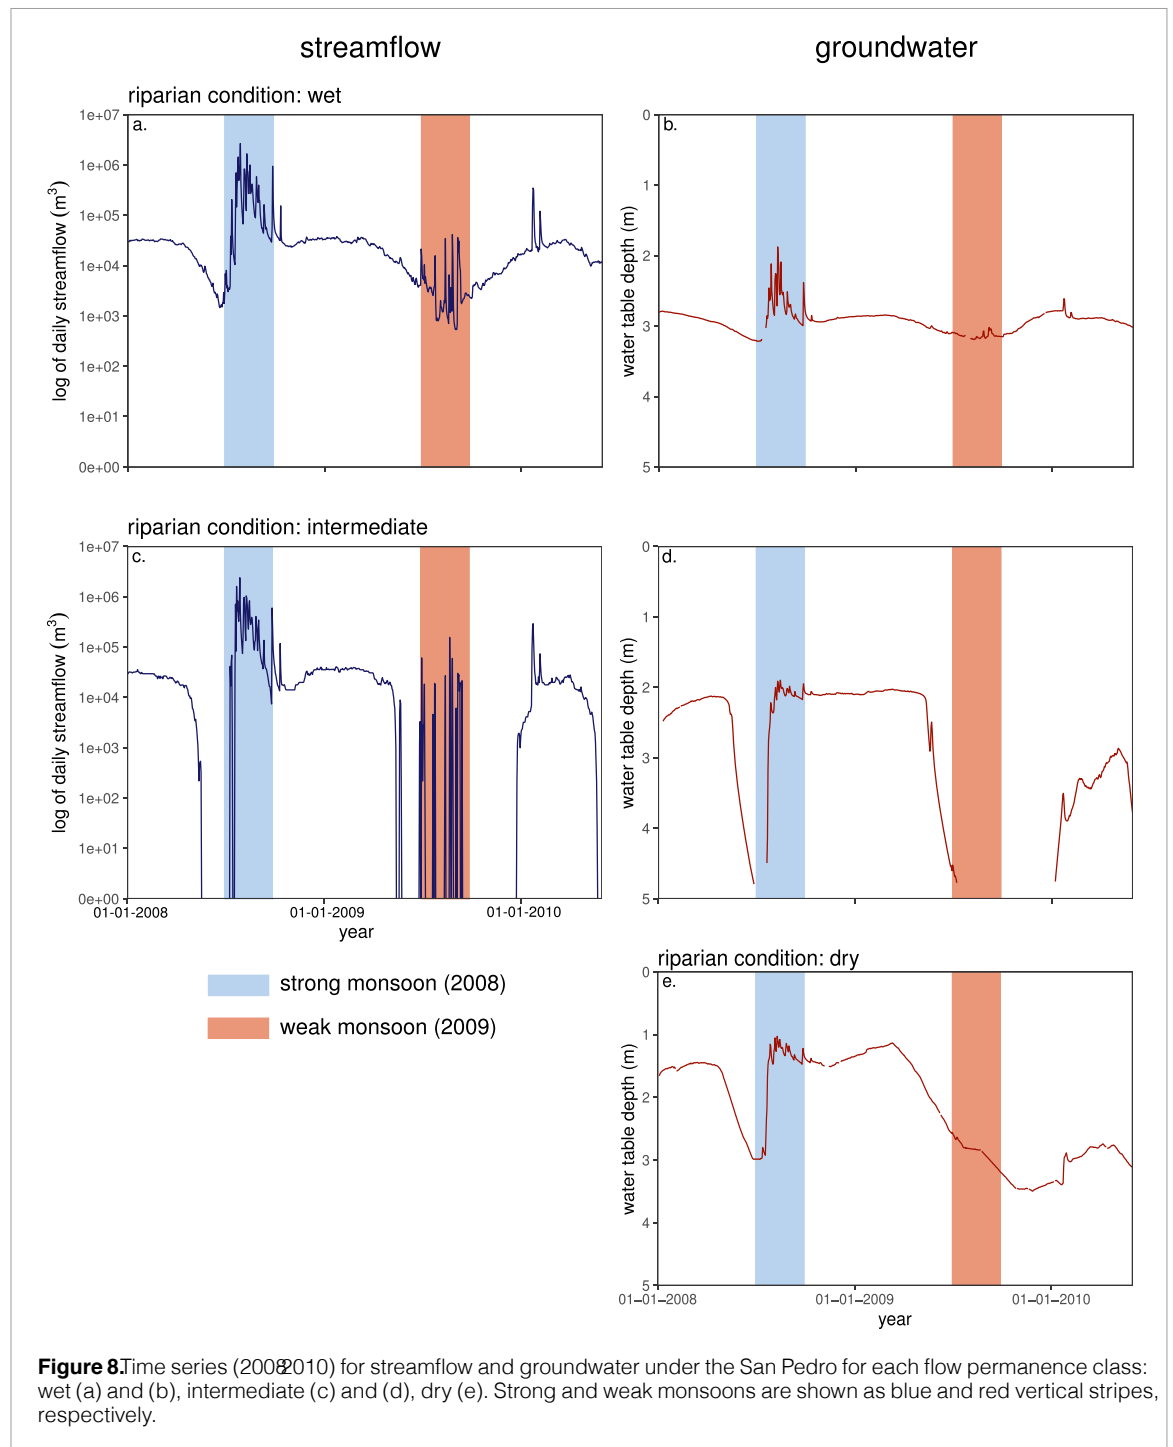 streamflow
groundwater
riparian condition: wet
a.
1e+07
1e+06
1e+05
1e+04
1e+03
1e+02
1e+01
0e+00
log of daily streamflow (m³)
b.
0
1
2
3
4
5
water table depth (m)
riparian condition: intermediate
c.
1e+07
1e+06
1e+05
1e+04
1e+03
1e+02
1e+01
0e+00
log of daily streamflow (m³)
01-01-2008
01-01-2009
01-01-2010
year
d.
0
1
2
3
4
5
water table depth (m)
strong monsoon (2008)
weak monsoon (2009)
riparian condition: dry
e.
0
1
2
3
4
5
water table depth (m)
01-01-2008
01-01-2009
01-01-2010
year
Figure 8. Time series (2008-2010) for streamflow and groundwater under the San Pedro for each flow permanence class:
wet (a) and (b), intermediate (c) and (d), dry (e). Strong and weak monsoons are shown as blue and red vertical stripes,
respectively.